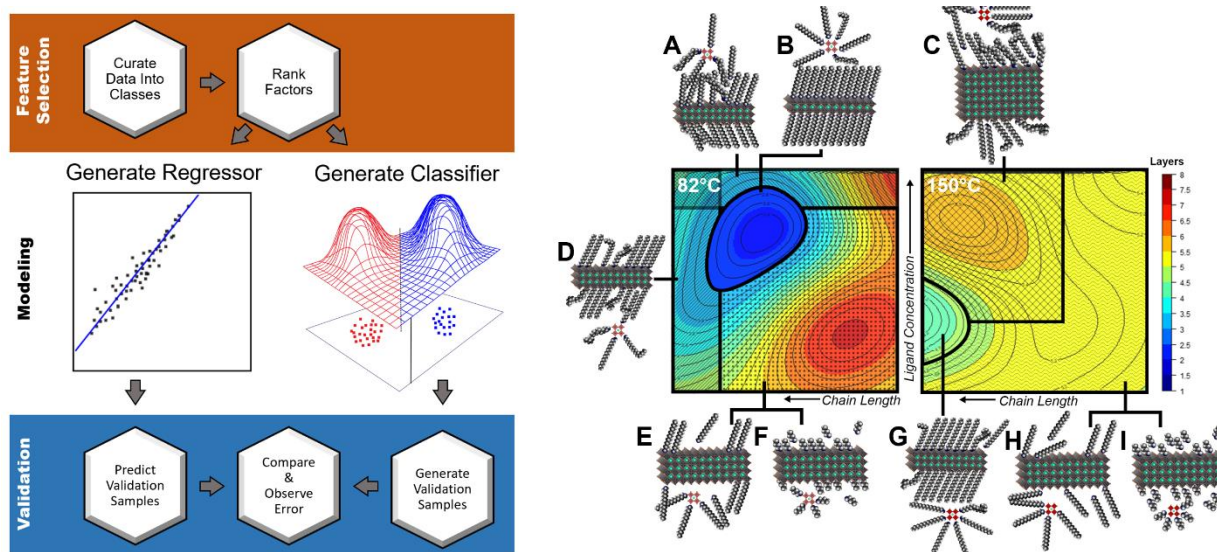 Feature
Selection
Curate
Data Into
Classes
Rank
Factors
Modeling
Generate Regressor
Generate Classifier
Validation
Predict
Validation
Samples
Compare
&
Observe
Error
Generate
Validation
Samples
A
B
C
D
82°C
Ligand Concentration
150°C
Layers
8
7.5
7
6.5
6
5.5
5
4.5
4
3.5
3
2.5
2
1.5
1
Chain Length
Chain Length
E
F
G
H
I